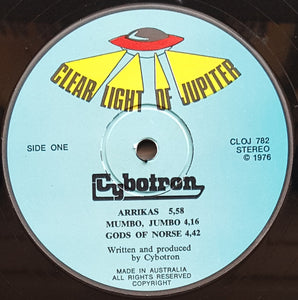 CLEAR LIGHT OF JUPITER
SIDE ONE
CLOJ 782
STEREO
© 1976
Cybotron
ARRIKAS 5,58
MUMBO, JUMBO 4,16
GODS OF NORSE 4,42
Written and produced
by Cybotron
MADE IN AUSTRALIA
ALL RIGHTS RESERVED
COPYRIGHT